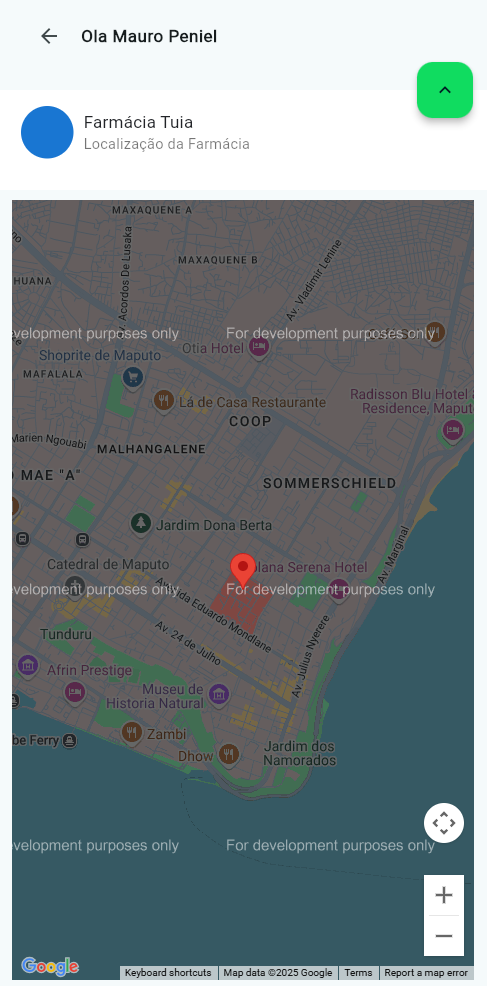 Ola Mauro Peniel
Farmácia Tuia
Localização da Farmácia
MAXAQUENE A
Av. Acordos De Lusaka
MAXAQUENE B
Av. Vladimir Lenine
HUANA
velopment purposes only
For development purposes only
Otia Hotel
Shoprite de Maputo
MAFALALA
Radisson Blu Hotel &
Residence, Maputo
Lá de Casa Restaurante
COOP
Marien Ngouabi
MALHANGALENE
O MAE "A"
SOMMERSCHIELD
Jardim Dona Berta
Av. Marginal
Catedral de Maputo
olana Serena Hotel
velopment purposes only
For development purposes only
Avenida Eduardo Mondlane
Tunduru
Av. 24 de Julho
Av. Julius Nyerere
Afrin Prestige
Museu de
Historia Natural
Zambi
be Ferry
Dhow
Jardim dos
Namorados
velopment purposes only
For development purposes only
Google
Keyboard shortcuts
Map data ©2025 Google
Terms
Report a map error